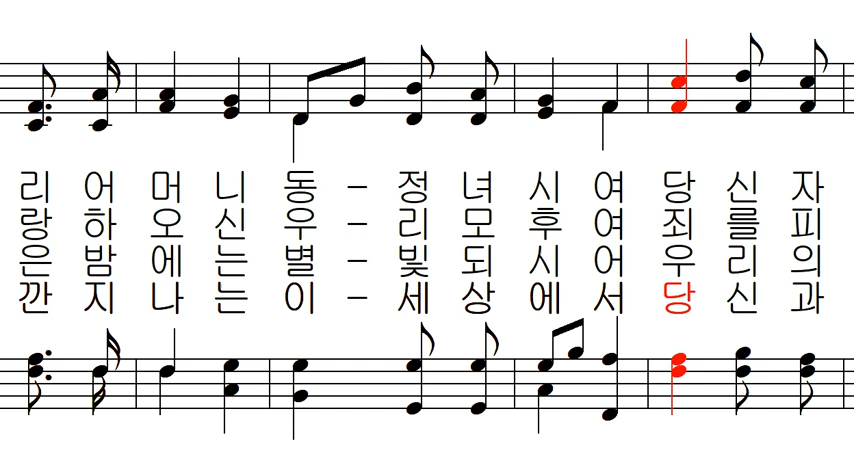 리 어 머 니 동 - 정 녀 시 여 당 신 자
랑 하 오 신 우 - 리 모 후 여 죄 를 피
은 밤 에 는 별 - 빛 되 시 어 우 리 의
깐 지 나 는 이 - 세 상 에 서 당 신 과